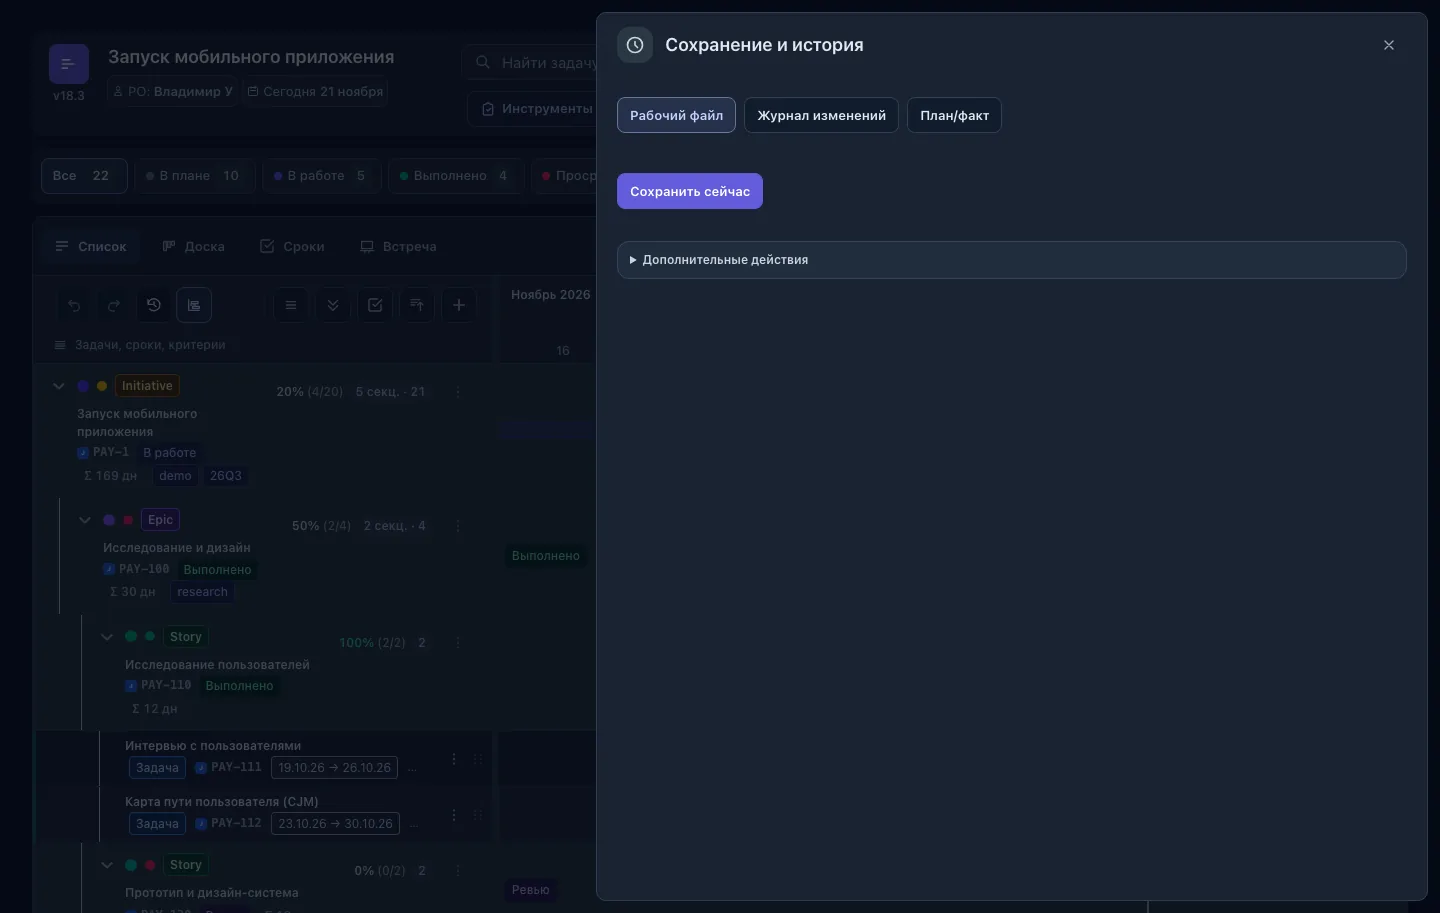 Запуск мобильного приложения
v18.3
PO: Владимир У
Сегодня 21 ноября
Найти задачу
Инструменты
Все 22
В плане 10
В работе 5
Выполнено 4
Список
Доска
Сроки
Встреча
Ноябрь 2026
Задачи, сроки, критерии
16
Initiative
20% (4/20) 5 секц. · 21
Запуск мобильного
приложения
PAY-1 В работе
Σ 169 дн demo 26Q3
Epic
50% (2/4) 2 секц. · 4
Исследование и дизайн
PAY-100 Выполнено
Σ 30 дн research
Выполнено
Story
100% (2/2) 2
Исследование пользователей
PAY-110 Выполнено
Σ 12 дн
Интервью с пользователями
Задача PAY-111 19.10.26 → 26.10.26 ...
Карта пути пользователя (CJM)
Задача PAY-112 23.10.26 → 30.10.26 ...
Story
0% (0/2) 2
Прототип и дизайн-система
Ревью
Сохранение и история
Рабочий файл
Журнал изменений
План/факт
Сохранить сейчас
Дополнительные действия